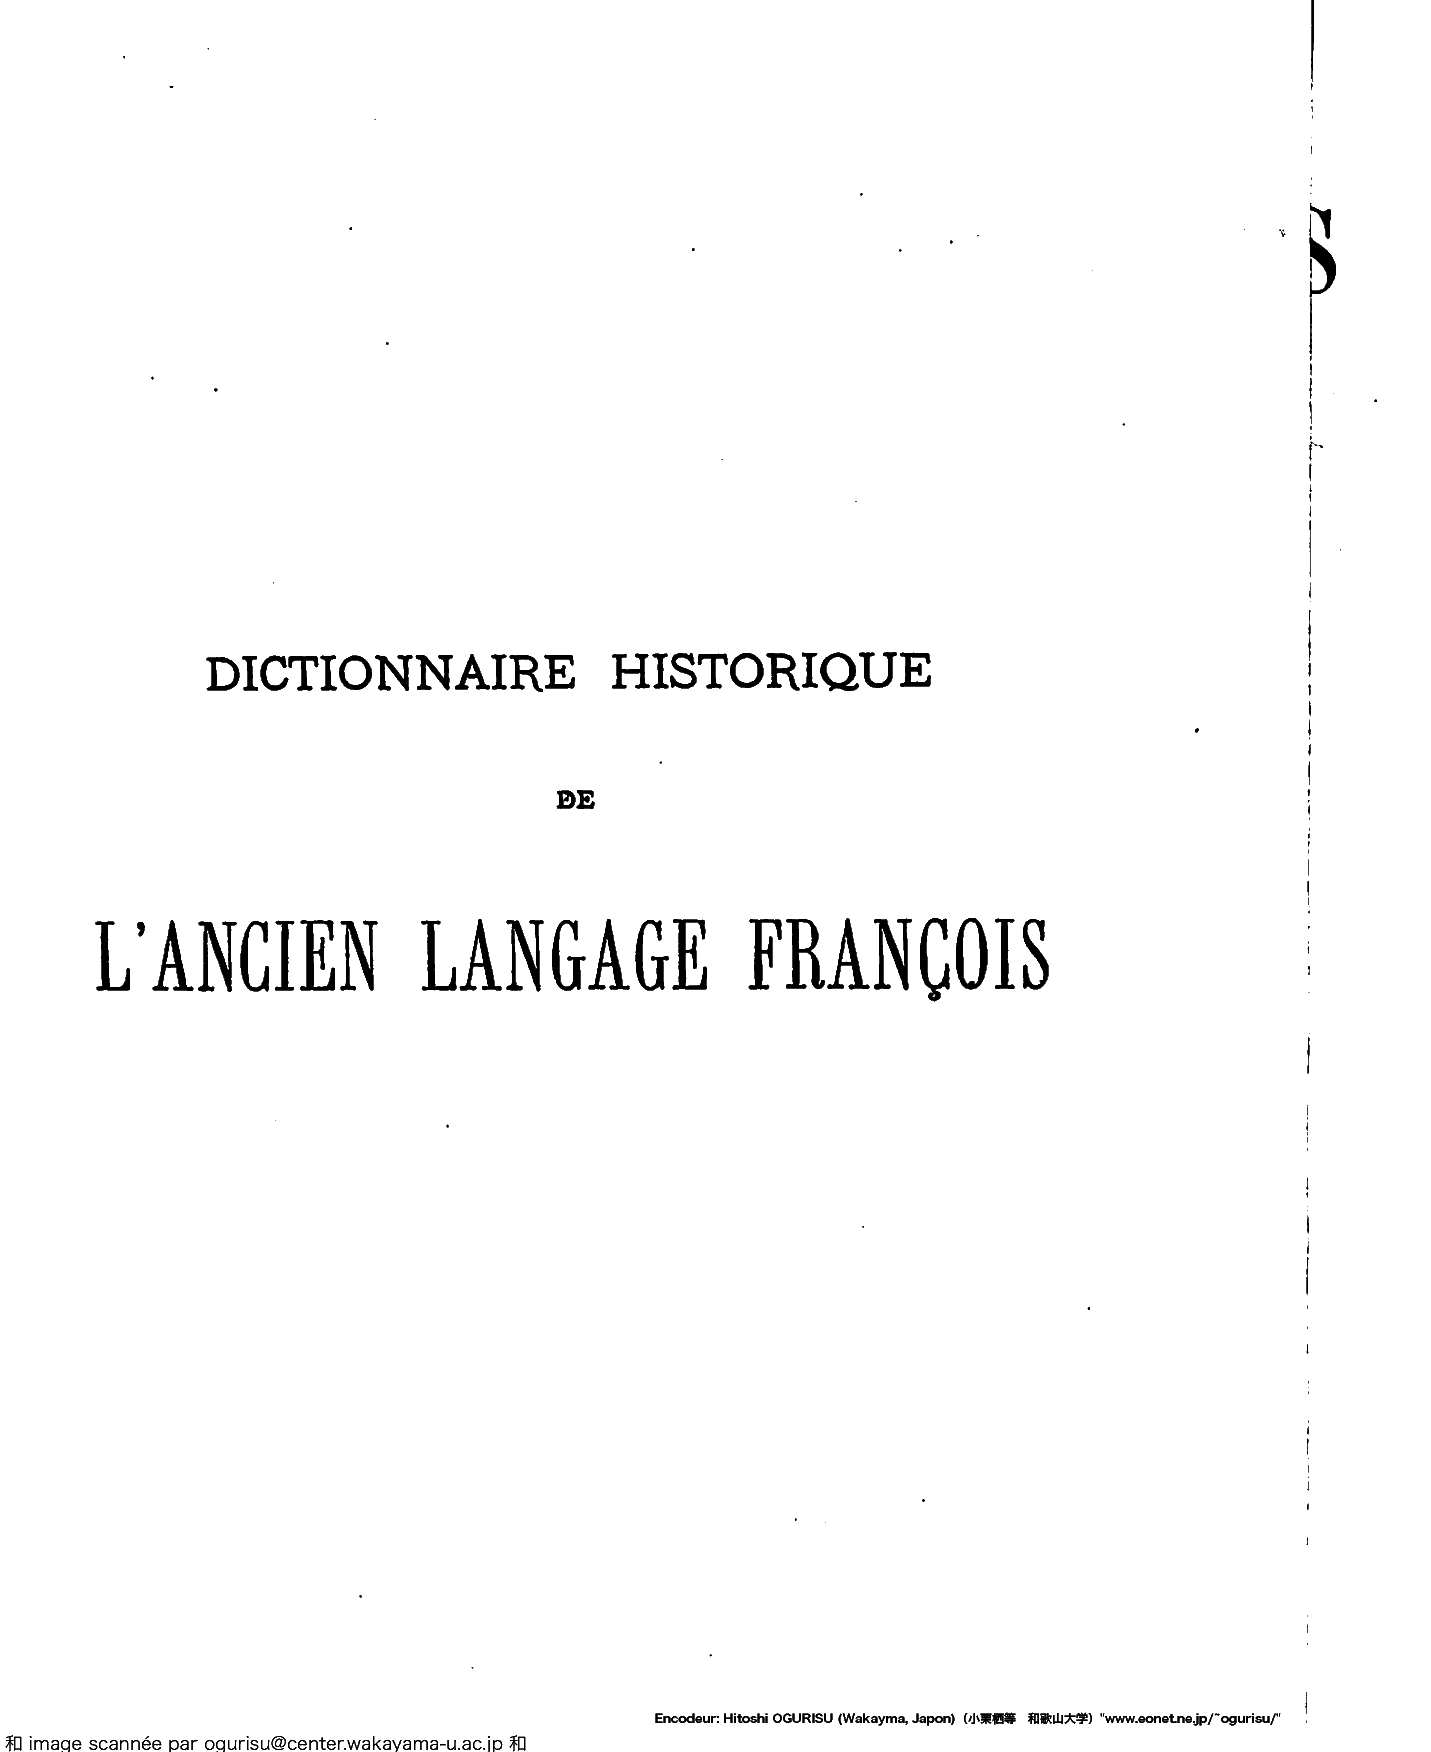 S
DICTIONNAIRE HISTORIQUE
DE
L'ANCIEN LANGAGE FRANÇOIS
Encodeur: Hitoshi OGURISU (Wakayma, Japon) (小栗栖等 和歌山大学) "www.eonet.ne.jp/~ogurisu/"
和 image scannée par ogurisu@center.wakayama-u.ac.jp 和